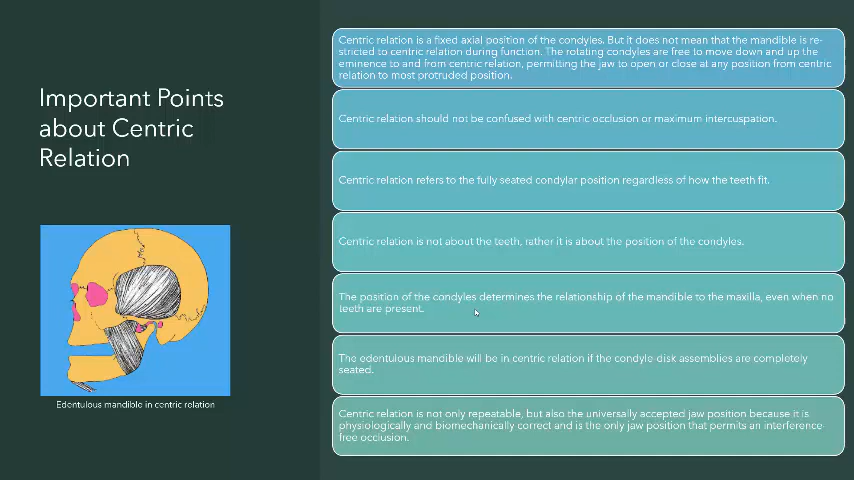 Important Points
about Centric
Relation
Edentulous mandible in centric relation
Centric relation is a fixed axial position of the condyles. But it does not mean that the mandible is re-
stricted to centric relation during function. The rotating condyles are free to move down and up the
eminence to and from centric relation, permitting the jaw to open or close at any position from centric
relation to most protruded position.
Centric relation should not be confused with centric occlusion or maximum intercuspation.
Centric relation refers to the fully seated condylar position regardless of how the teeth fit.
Centric relation is not about the teeth, rather it is about the position of the condyles.
The position of the condyles determines the relationship of the mandible to the maxilla, even when no
teeth are present.
The edentulous mandible will be in centric relation if the condyle-disk assemblies are completely
seated.
Centric relation is not only repeatable, but also the universally accepted jaw position because it is
physiologically and biomechanically correct and is the only jaw position that permits an interference-
free occlusion.